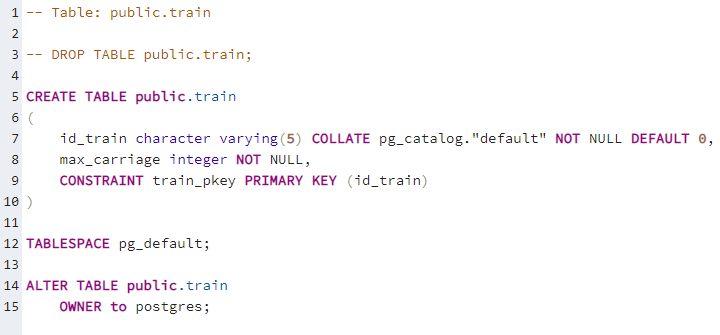 1 -- Table: public.train
2
3 -- DROP TABLE public.train;
4
5 CREATE TABLE public.train
6 (
7     id_train character varying(5) COLLATE pg_catalog."default" NOT NULL DEFAULT 0,
8     max_carriage integer NOT NULL,
9     CONSTRAINT train_pkey PRIMARY KEY (id_train)
10 )
11
12 TABLESPACE pg_default;
13
14 ALTER TABLE public.train
15     OWNER to postgres;